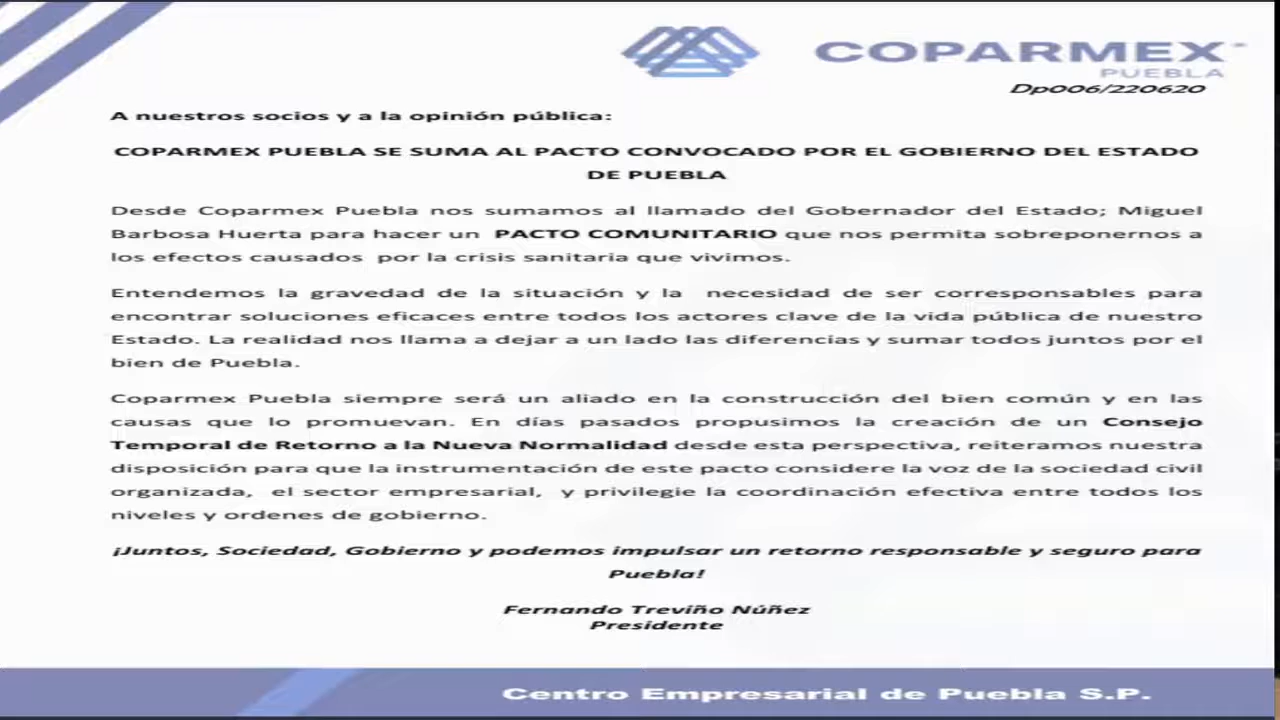 COPARMEX
PUEBLA
Dp006/220620
A nuestros socios y a la opinión pública:
COPARMEX PUEBLA SE SUMA AL PACTO CONVOCADO POR EL GOBIERNO DEL ESTADO
DE PUEBLA
Desde Coparmex Puebla nos sumamos al llamado del Gobernador del Estado; Miguel
Barbosa Huerta para hacer un PACTO COMUNITARIO que nos permita sobreponernos a
los efectos causados por la crisis sanitaria que vivimos.
Entendemos la gravedad de la situación y la necesidad de ser corresponsables para
encontrar soluciones eficaces entre todos los actores clave de la vida pública de nuestro
Estado. La realidad nos llama a dejar a un lado las diferencias y sumar todos juntos por el
bien de Puebla.
Coparmex Puebla siempre será un aliado en la construcción del bien común y en las
causas que lo promuevan. En días pasados propusimos la creación de un Consejo
Temporal de Retorno a la Nueva Normalidad desde esta perspectiva, reiteramos nuestra
disposición para que la instrumentación de este pacto considere la voz de la sociedad civil
organizada, el sector empresarial, y privilegie la coordinación efectiva entre todos los
niveles y ordenes de gobierno.
¡Juntos, Sociedad, Gobierno y podemos impulsar un retorno responsable y seguro para
Puebla!
Fernando Treviño Núñez
Presidente
Centro Empresarial de Puebla S.P.